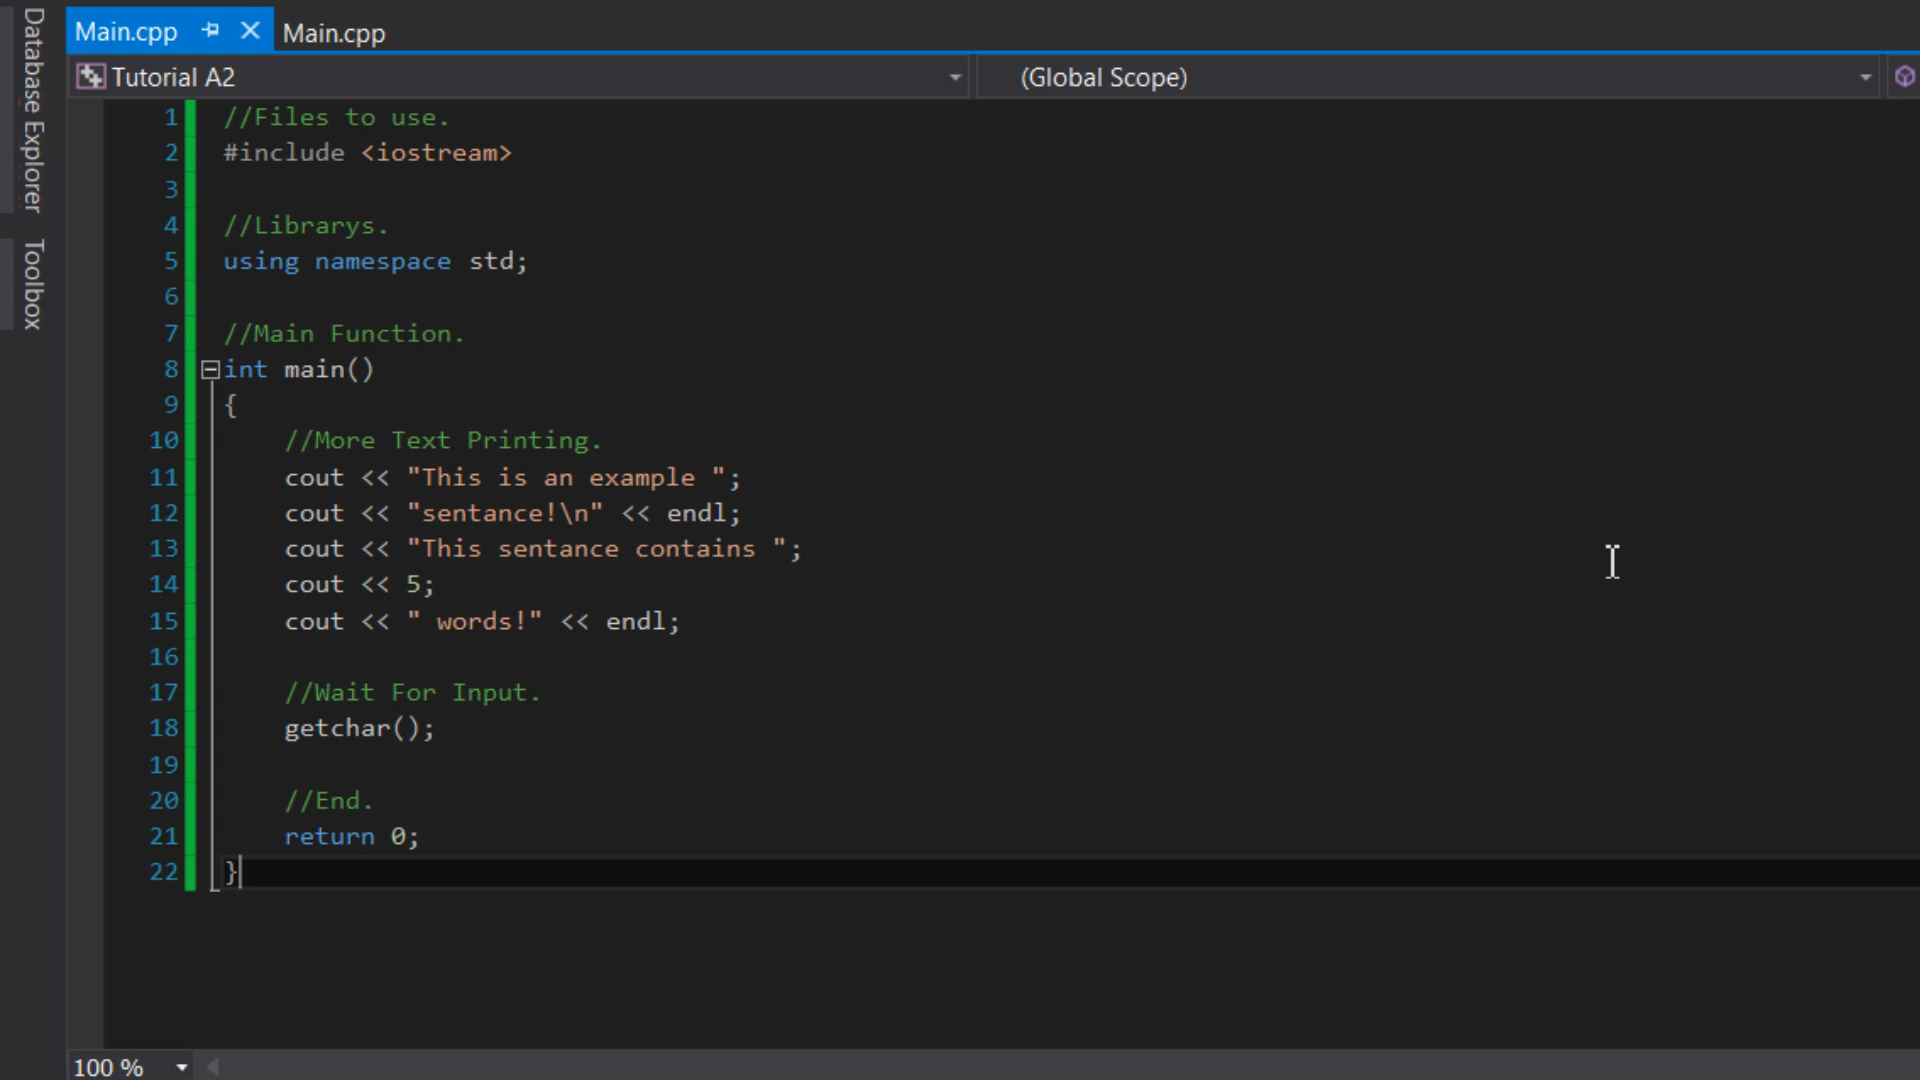 Database Explorer
Toolbox
Main.cpp Main.cpp
Tutorial A2 (Global Scope)
1 //Files to use.
2 #include <iostream>
3
4 //Librarys.
5 using namespace std;
6
7 //Main Function.
8 int main()
9 {
10 //More Text Printing.
11 cout << "This is an example ";
12 cout << "sentance!\n" << endl;
13 cout << "This sentance contains ";
14 cout << 5;
15 cout << " words!" << endl;
16
17 //Wait For Input.
18 getchar();
19
20 //End.
21 return 0;
22 }
100 %